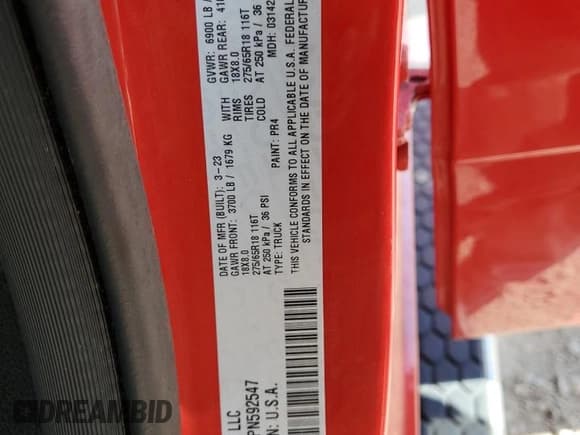 LLC
DATE OF MFR (BUILT): 3-23
GVWR: 6900 LB /
GAWR FRONT: 3700 LB / 1679 KG
GAWR REAR: 410
18X8.0
WITH
18X8.0
275/65R18 116T
RIMS
275/65R18 116T
AT 250 kPa / 36 PSI
TIRES
AT 250 kPa / 36
COLD
TYPE: TRUCK
PAINT: PR4
MDH: 03142
THIS VEHICLE CONFORMS TO ALL APPLICABLE U.S.A. FEDERAL
STANDARDS IN EFFECT ON THE DATE OF MANUFACTUR
PN592547
N: U.S.A.
DREAMBID